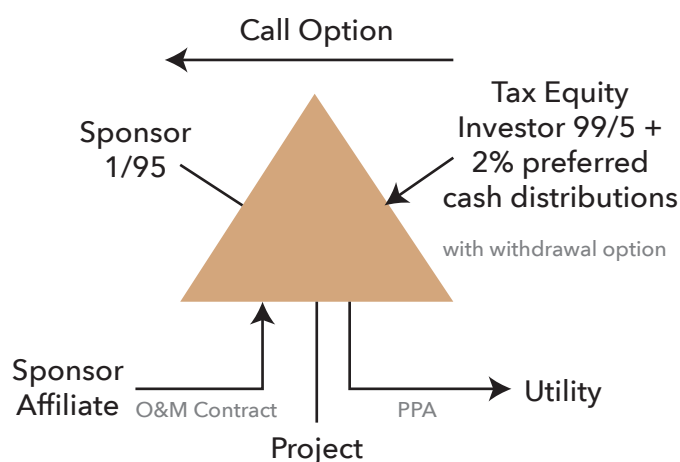 Call Option
Sponsor
1/95
Tax Equity
Investor 99/5 +
2% preferred
cash distributions
with withdrawal option
Sponsor
Affiliate
O&M Contract
PPA
Utility
Project